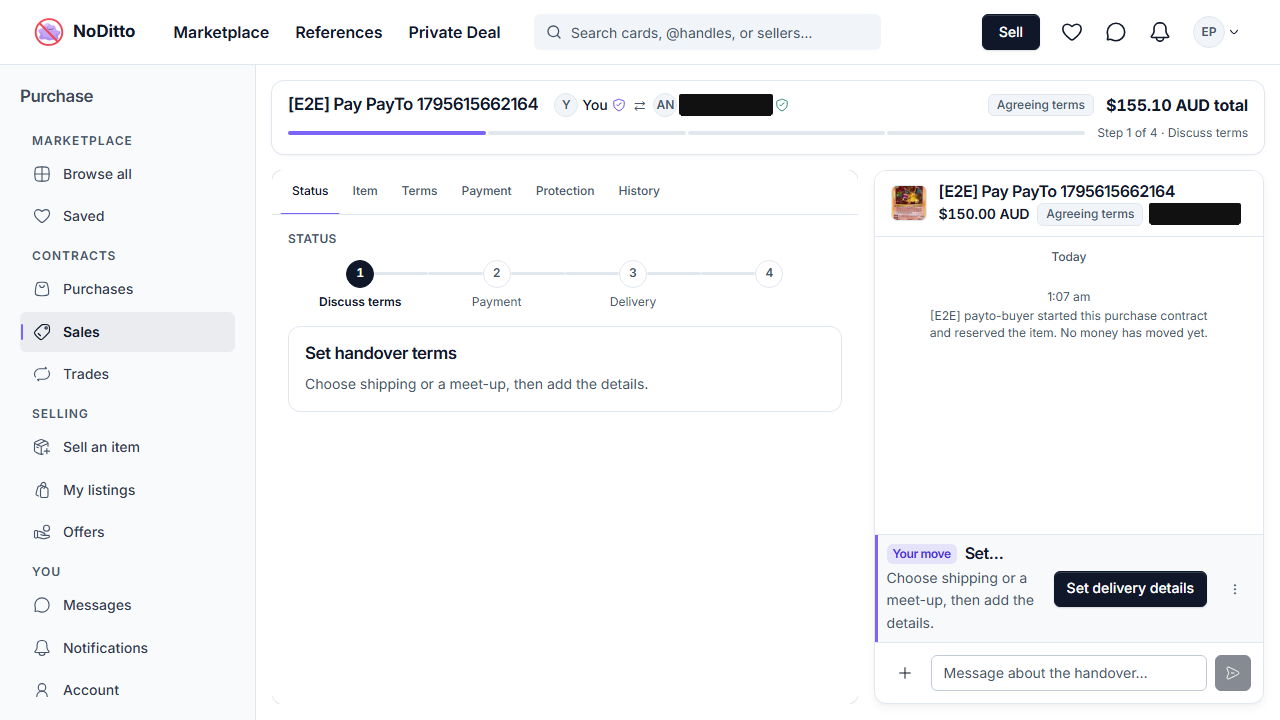 NoDitto
Marketplace
References
Private Deal
Search cards, @handles, or sellers...
Sell
EP
Purchase
MARKETPLACE
Browse all
Saved
CONTRACTS
Purchases
Sales
Trades
SELLING
Sell an item
My listings
Offers
YOU
Messages
Notifications
Account
[E2E] Pay PayTo 1795615662164
Y You
AN
Agreeing terms
$155.10 AUD total
Step 1 of 4 · Discuss terms
Status
Item
Terms
Payment
Protection
History
STATUS
1
2
3
4
Discuss terms
Payment
Delivery
Set handover terms
Choose shipping or a meet-up, then add the details.
[E2E] Pay PayTo 1795615662164
$150.00 AUD Agreeing terms
Today
1:07 am
[E2E] payto-buyer started this purchase contract
and reserved the item. No money has moved yet.
Your move Set...
Choose shipping or a
meet-up, then add the
details.
Set delivery details
Message about the handover...